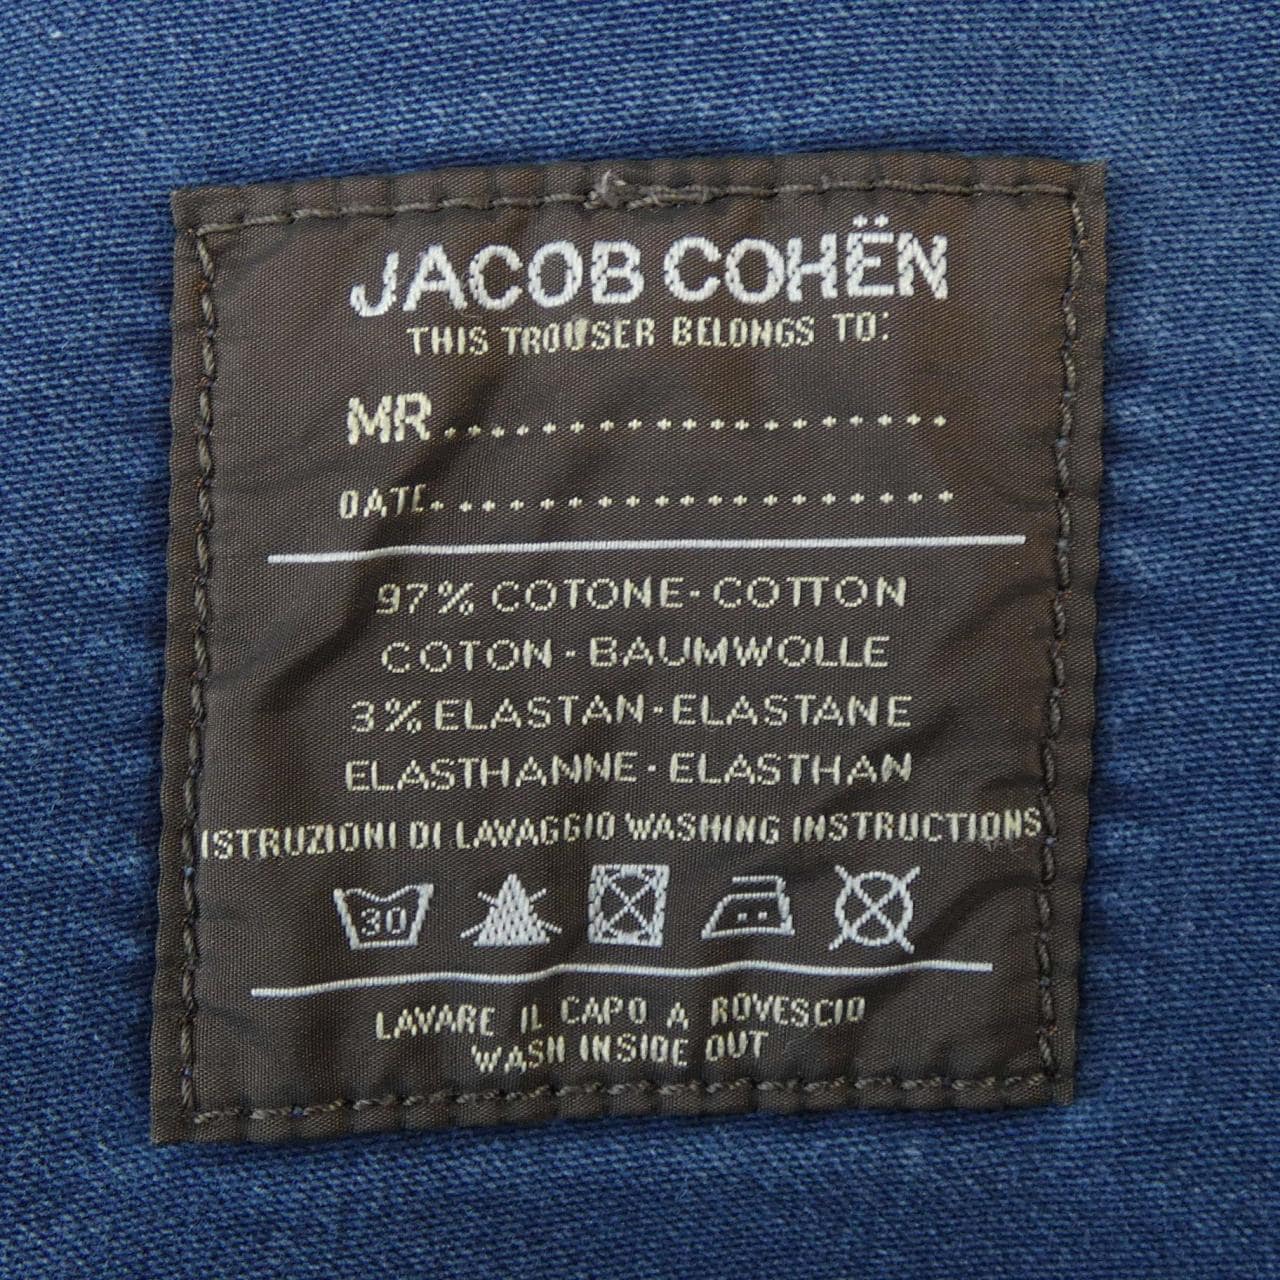 JACOB COHËN
THIS TROUSER BELONGS TO:
MR....................
DATE....................
97% COTONE-COTTON
COTON-BAUMWOLLE
3% ELASTAN-ELASTANE
ELASTHANNE-ELASTHAN
ISTRUZIONI DI LAVAGGIO WASHING INSTRUCTIONS
30
LAVARE IL CAPO A ROVESCIO
WASH INSIDE OUT